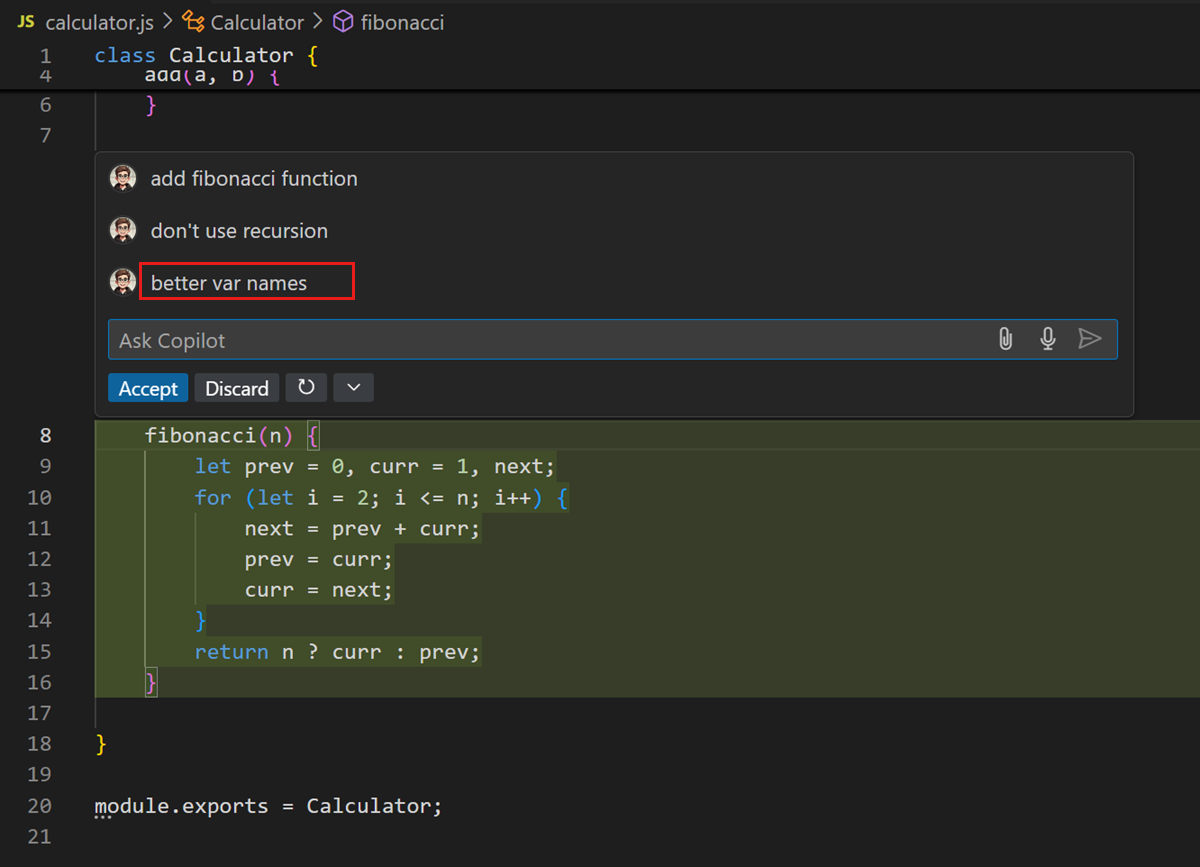 JS calculator.js > Calculator > fibonacci
1 class Calculator {
4 add(a, b) {
6 }
7
add fibonacci function
don't use recursion
better var names
Ask Copilot
Accept Discard
8 fibonacci(n) {
9 let prev = 0, curr = 1, next;
10 for (let i = 2; i <= n; i++) {
11 next = prev + curr;
12 prev = curr;
13 curr = next;
14 }
15 return n ? curr : prev;
16 }
17
18 }
19
20 module.exports = Calculator;
21